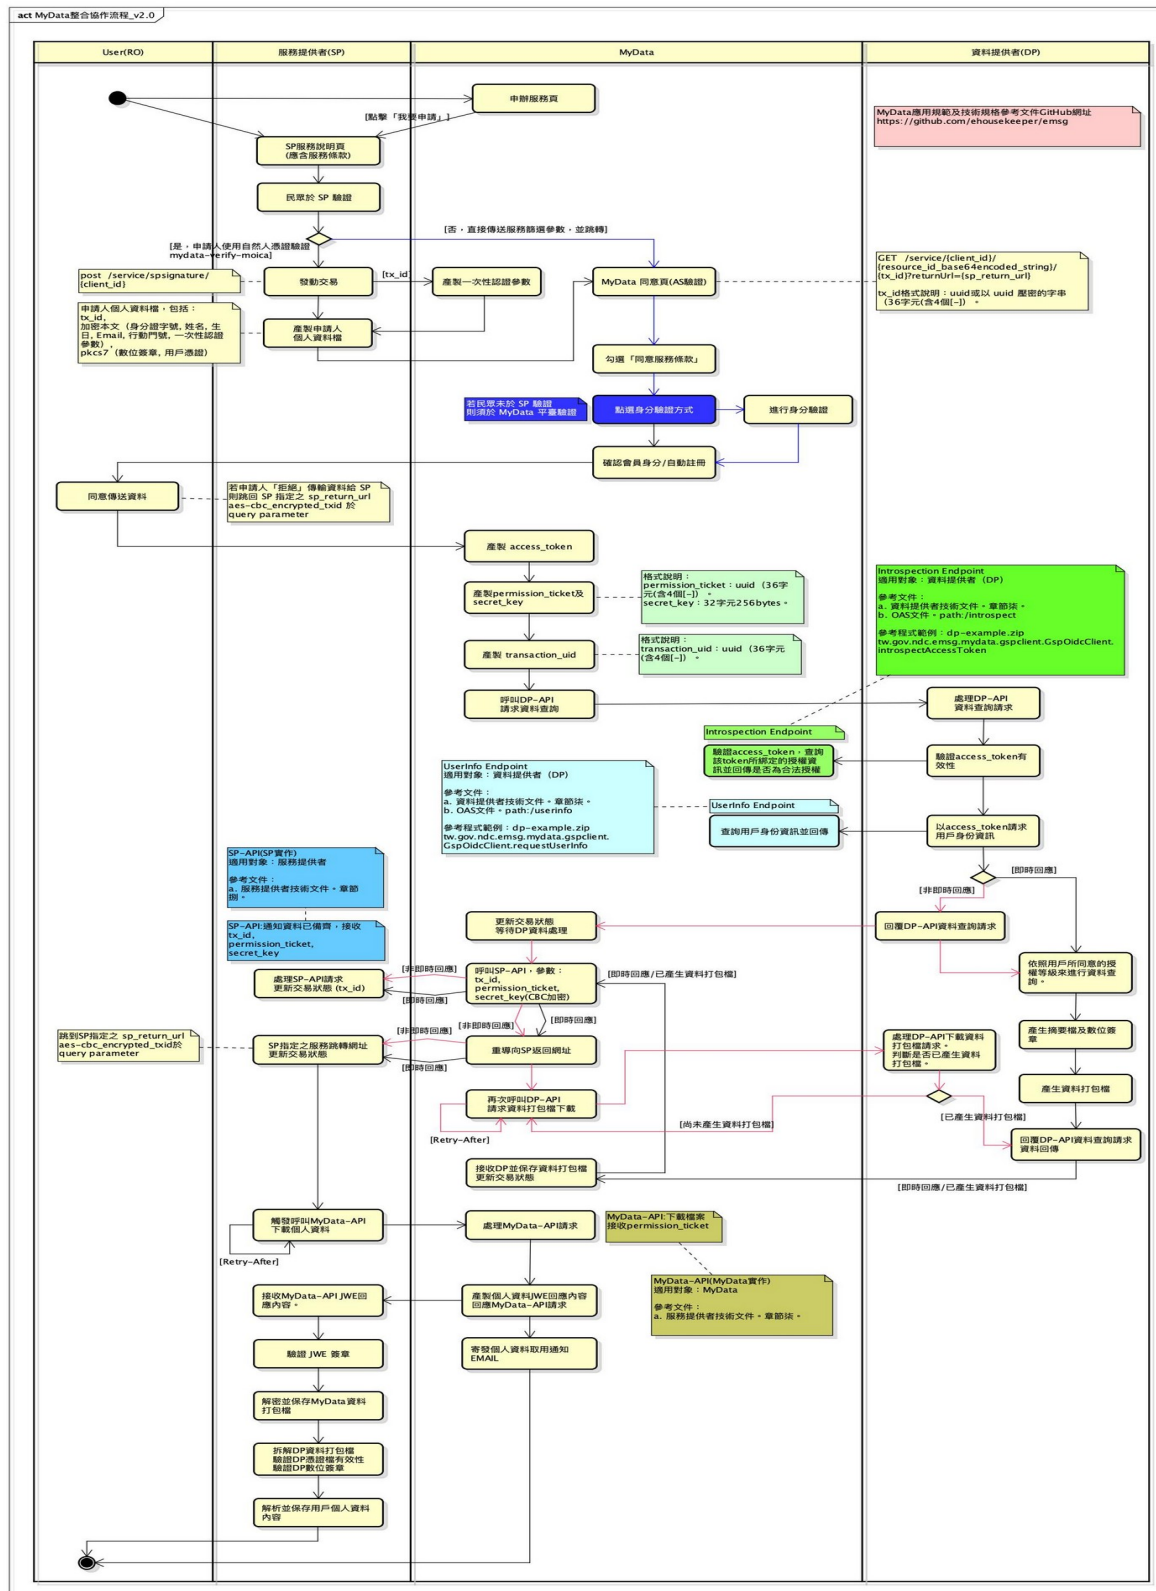 act MyData整合協作流程_v2.0
User(RO)
服務提供者(SP)
MyData
資料提供者(DP)
申辦服務頁
[點擊「我要申請」]
MyData應用規範及技術規格參考文件GitHub網址
https://github.com/ehousekeeper/emsg
SP服務說明頁
(應含服務條款)
民眾於 SP 驗證
[否，直接傳送服務篩選參數，並跳轉]
[是，申請人使用自然人憑證驗證
mydata-verify-moica]
post /service/spsignature/
{client_id}
發動交易
[tx_id]
產製一次性認證參數
MyData 同意頁(AS驗證)
GET /service/{client_id}/
{resource_id_base64encoded_string}/
{tx_id}?returnUrl={sp_return_url}
tx_id格式說明：uuid或以 uuid 壓密的字串
（36字元(含4個[-]）。
申請人個人資料檔，包括：
tx_id,
加密本文（身分證字號, 姓名, 生
日, Email, 行動門號, 一次性認證
參數）,
pkcs7（數位簽章, 用戶憑證）
產製申請人
個人資料檔
勾選「同意服務條款」
若民眾未於 SP 驗證
則須於 MyData 平臺驗證
點選身分驗證方式
進行身分驗證
確認會員身分/自動註冊
同意傳送資料
若申請人「拒絕」傳輸資料給 SP
則跳回 SP 指定之 sp_return_url
aes-cbc_encrypted_txid 於
query parameter
產製 access_token
產製permission_ticket及
secret_key
格式說明：
permission_ticket：uuid（36字
元(含4個[-]）。
secret_key：32字元256bytes。
Introspection Endpoint
適用對象：資料提供者（DP）
參考文件：
a. 資料提供者技術文件。章節柒。
b. OAS文件。path:/introspect
參考程式範例：dp-example.zip
tw.gov.ndc.emsg.mydata.gspclient.GspOidcClient.
introspectAccessToken
產製 transaction_uid
格式說明：
transaction_uid：uuid（36字元
(含4個[-]）。
呼叫DP-API
請求資料查詢
處理DP-API
資料查詢請求
Introspection Endpoint
驗證access_token，查詢
該token所綁定的授權資
訊並回傳是否為合法授權
驗證access_token有
效性
UserInfo Endpoint
適用對象：資料提供者（DP）
參考文件：
a. 資料提供者技術文件。章節柒。
b. OAS文件。path:/userinfo
參考程式範例：dp-example.zip
tw.gov.ndc.emsg.mydata.gspclient.
GspOidcClient.requestUserInfo
UserInfo Endpoint
查詢用戶身份資訊並回傳
以access_token請求
用戶身份資訊
[即時回應]
[非即時回應]
SP-API(SP實作)
適用對象：服務提供者
參考文件：
a. 服務提供者技術文件。章節
捌。
SP-API:通知資料已備齊，接收
tx_id,
permission_ticket,
secret_key
更新交易狀態
等待DP資料處理
回覆DP-API資料查詢請求
處理SP-API請求
更新交易狀態 (tx_id)
[非即時回應]
[即時回應]
呼叫SP-API，參數：
tx_id,
permission_ticket,
secret_key(CBC加密)
[即時回應/已產生資料打包檔]
依照用戶所同意的授
權等級來進行資料查
詢。
[非即時回應]
[即時回應]
跳到SP指定之 sp_return_url
aes-cbc_encrypted_txid於
query parameter
SP指定之服務跳轉網址
更新交易狀態
[非即時回應]
[即時回應]
重導向SP返回網址
處理DP-API下載資料
打包檔請求。
判斷是否已產生資料
打包檔。
產生摘要檔及數位簽
章
產生資料打包檔
再次呼叫DP-API
請求資料打包檔下載
[Retry-After]
[尚未產生資料打包檔]
[已產生資料打包檔]
回覆DP-API資料查詢請求
資料回傳
接收DP並保存資料打包檔
更新交易狀態
[即時回應/已產生資料打包檔]
觸發呼叫MyData-API
下載個人資料
[Retry-After]
處理MyData-API請求
MyData-API:下載檔案
接收permission_ticket
MyData-API(MyData實作)
適用對象：MyData
參考文件：
a. 服務提供者技術文件。章節柒。
接收MyData-API JWE回
應內容。
產製個人資料JWE回應內容
回應MyData-API請求
驗證 JWE 簽章
寄發個人資料取用通知
EMAIL
解密並保存MyData資料
打包檔
拆解DP資料打包檔
驗證DP憑證檔有效性
驗證DP數位簽章
解析並保存用戶個人資料
內容